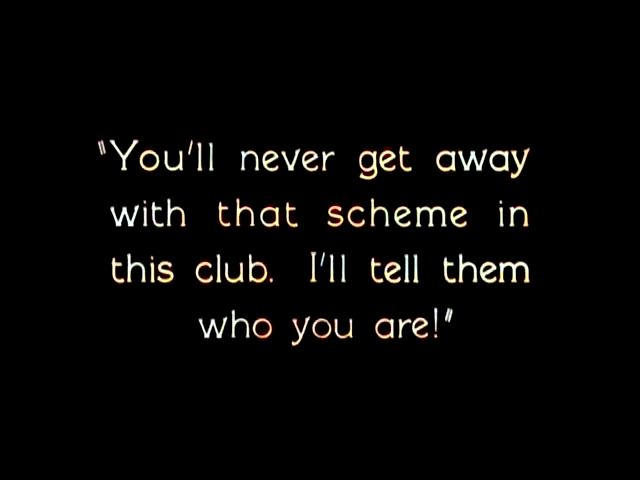 "You'll never get away
with that scheme in
this club. I'll tell them
who you are!"